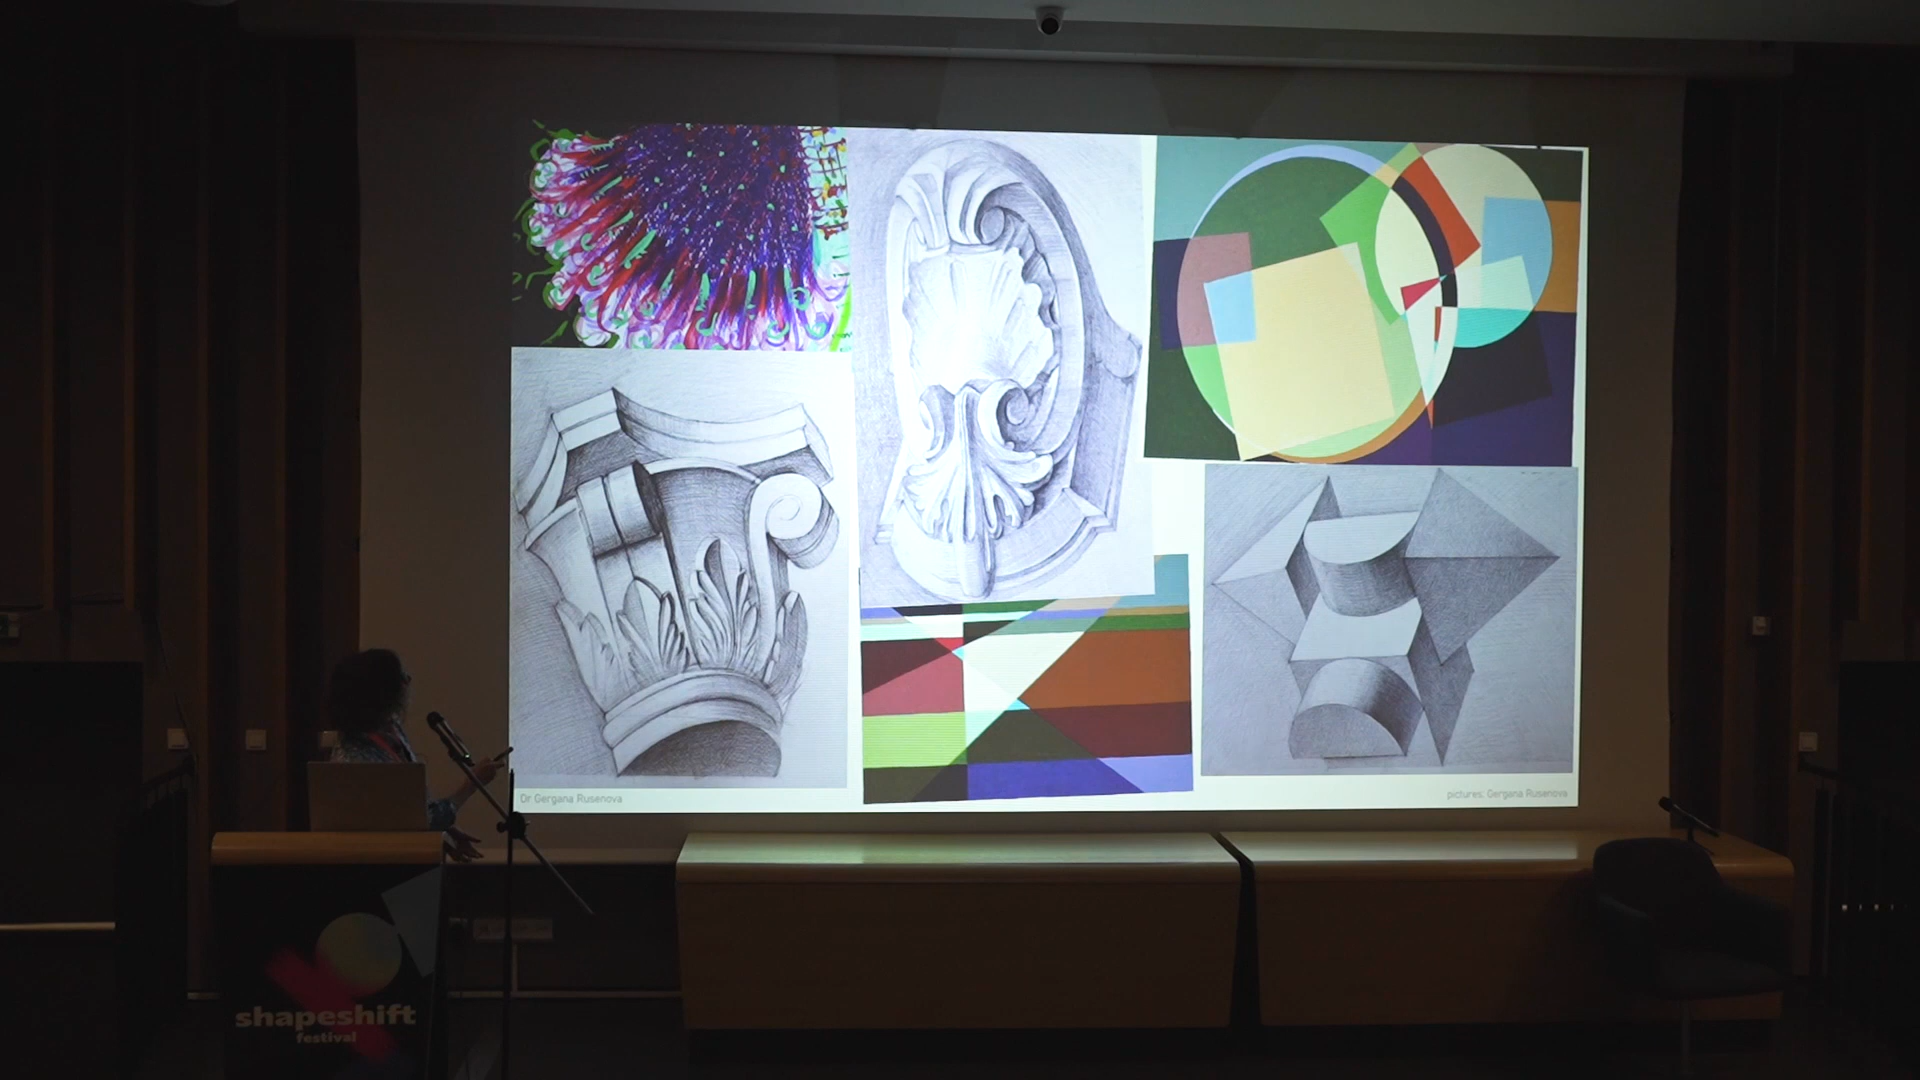 Dr Gergana Rusenova
pictures: Gergana Rusenova
shapeshift
festival